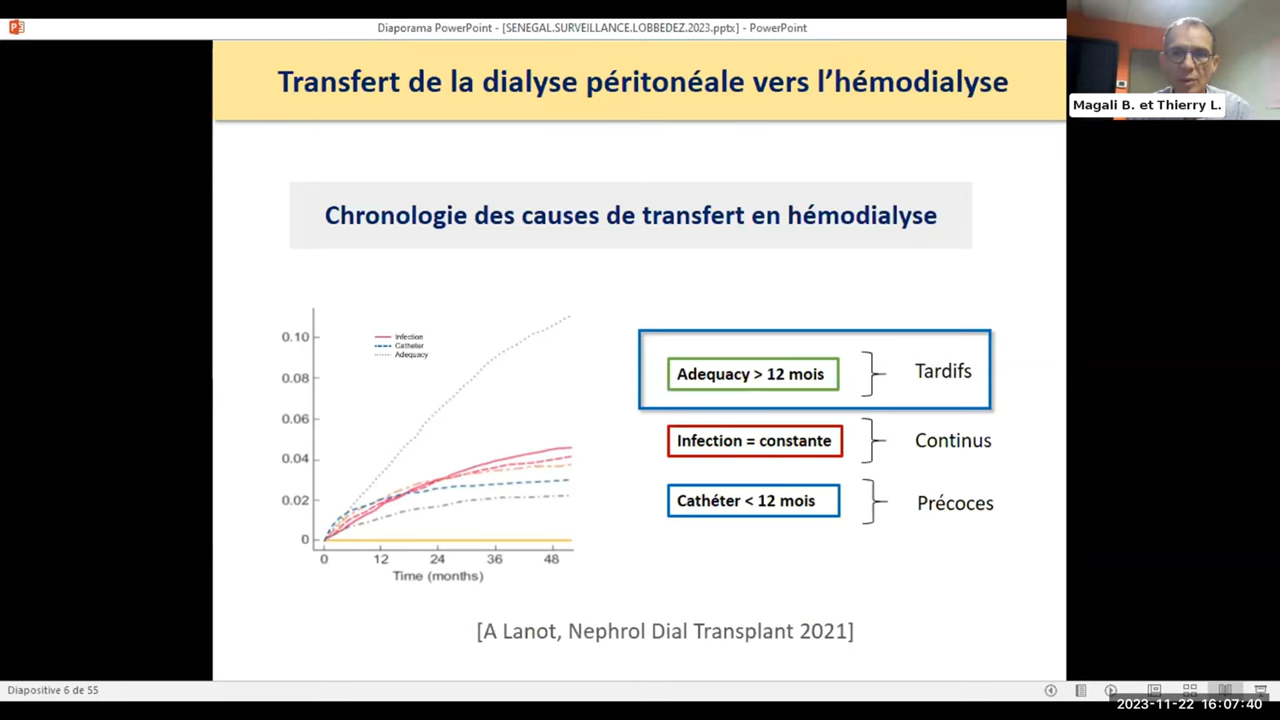 Diaporama PowerPoint - [SENEGAL.SURVEILLANCE.LOBBEDEZ.2023.pptx] - PowerPoint
Magali B. et Thierry L.
Transfert de la dialyse péritonéale vers l’hémodialyse
Chronologie des causes de transfert en hémodialyse
0.10
0.08
0.06
0.04
0.02
0
Infection
Catheter
Adequacy
0 12 24 36 48
Time (months)
Adequacy > 12 mois
Tardifs
Infection = constante
Continus
Cathéter < 12 mois
Précoces
[A Lanot, Nephrol Dial Transplant 2021]
Diapositive 6 de 55
2023-11-22 16:07:40